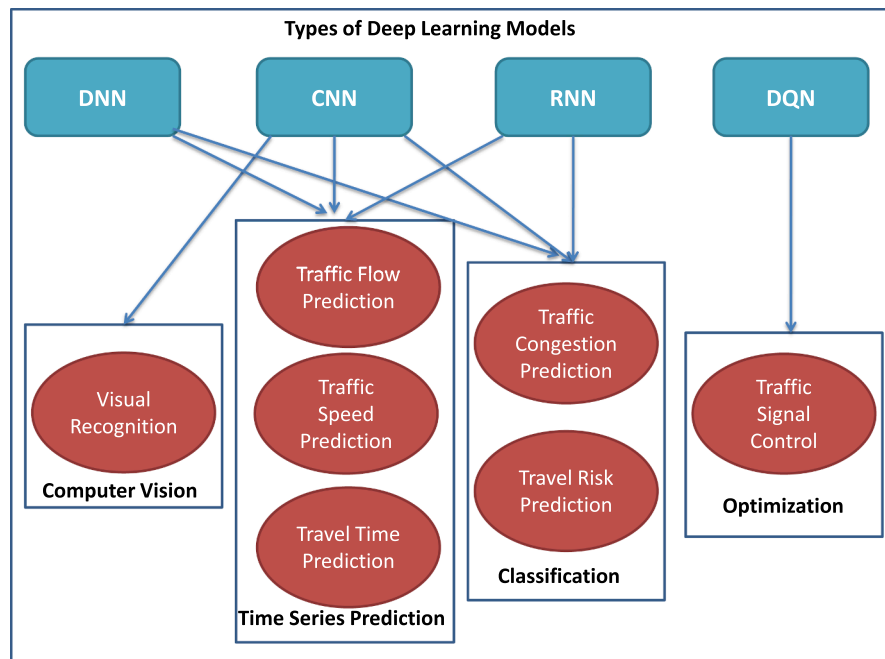 Types of Deep Learning Models
DNN
CNN
RNN
DQN
Visual
Recognition
Computer Vision
Traffic Flow
Prediction
Traffic
Speed
Prediction
Travel Time
Prediction
Time Series Prediction
Traffic
Congestion
Prediction
Travel Risk
Prediction
Classification
Traffic
Signal
Control
Optimization